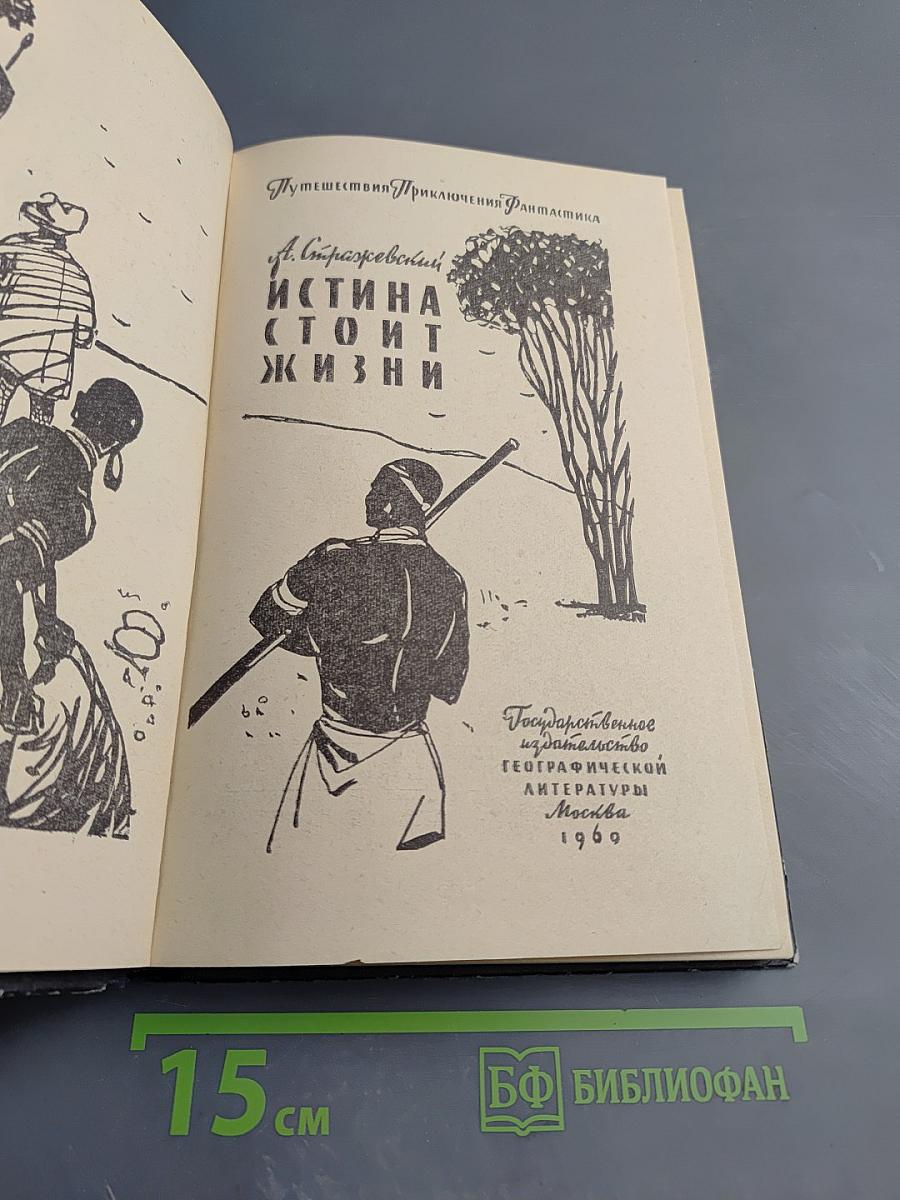 Путешествия Приключения Фантастика
А. Стражевский
ИСТИНА
СТОИТ
ЖИЗНИ
Государственное
издательство
ГЕОГРАФИЧЕСКОЙ
ЛИТЕРАТУРЫ
Москва
1960
15 см
БФ БИБЛИОФАН